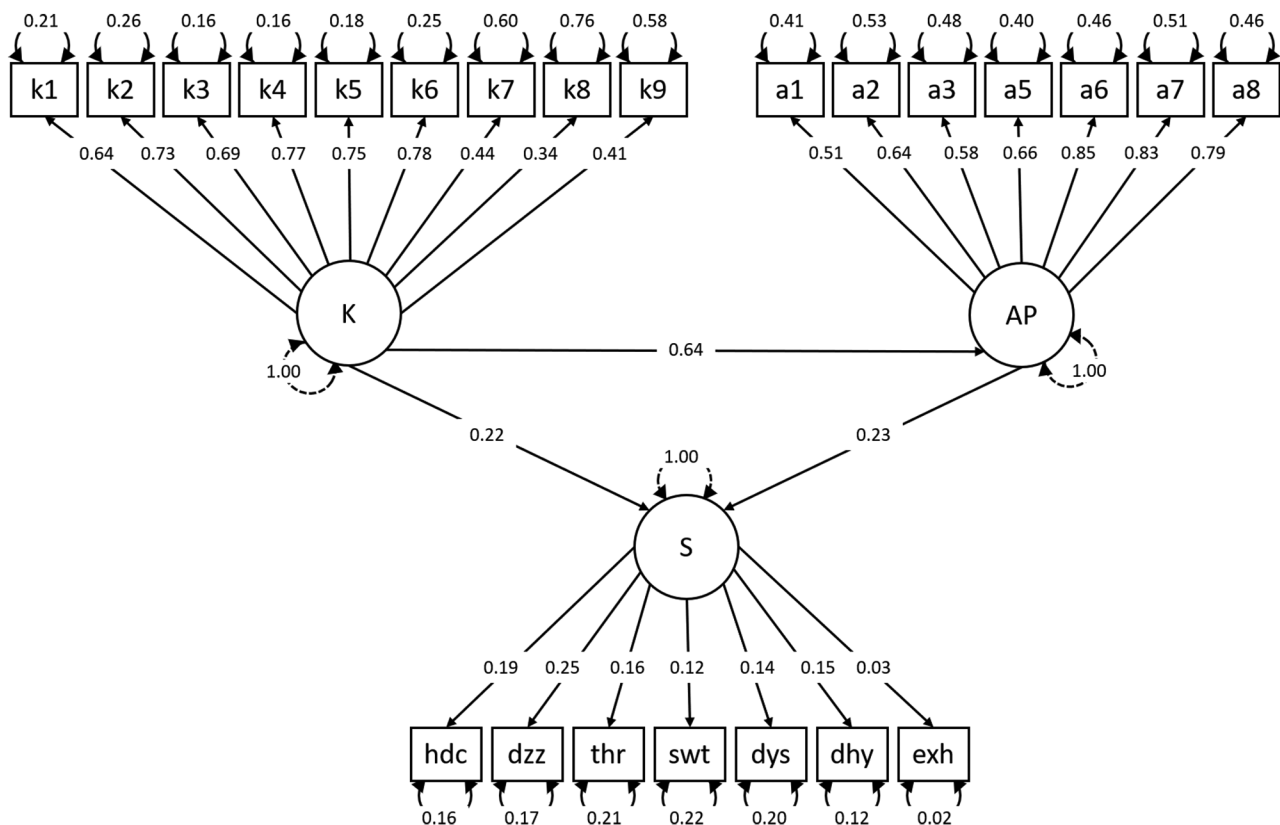 0.21 0.26 0.16 0.16 0.18 0.25 0.60 0.76 0.58 0.41 0.53 0.48 0.40 0.46 0.51 0.46
k1 k2 k3 k4 k5 k6 k7 k8 k9 a1 a2 a3 a5 a6 a7 a8
0.64 0.73 0.69 0.77 0.75 0.78 0.44 0.34 0.41 0.51 0.64 0.58 0.66 0.85 0.83 0.79
K AP
0.64
1.00 1.00
0.22 0.23
1.00
S
0.19 0.25 0.16 0.12 0.14 0.15 0.03
hdc dzz thr swt dys dhy exh
0.16 0.17 0.21 0.22 0.20 0.12 0.02